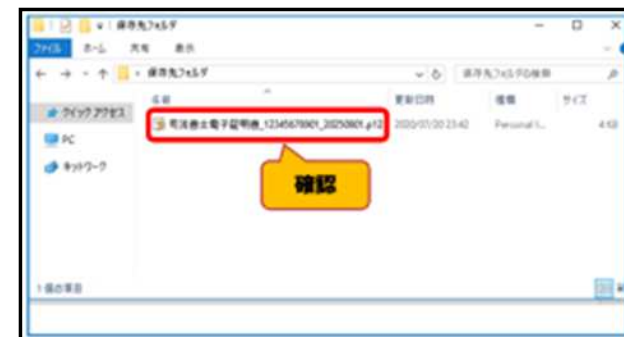 保存先フォルダ
ファイル ホーム 共有 表示
保存先フォルダ 保存先フォルダの検索
名前 更新日時 種類 サイズ
クイック アクセス
司法書士電子証明書_12345678901_20250801.p12 2020/07/20 23:42 Personal I... 4 KB
PC
ネットワーク
確認
1 個の項目